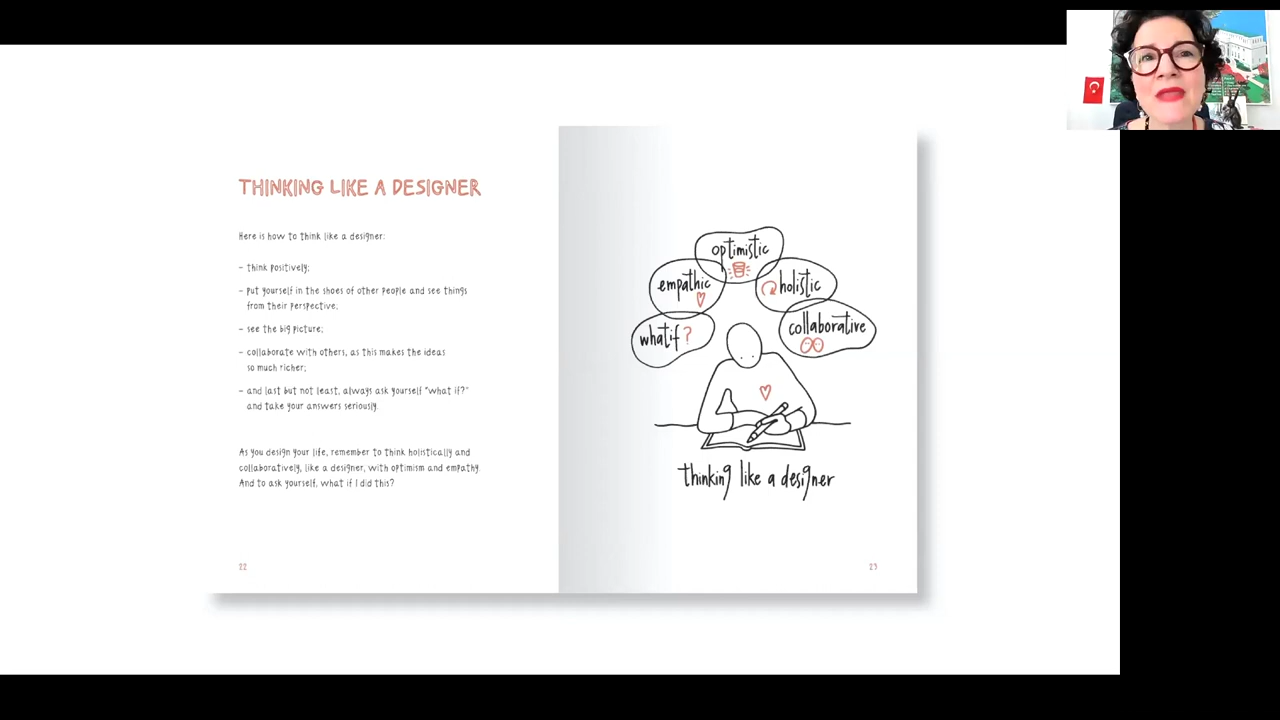 THINKING LIKE A DESIGNER
Here is how to think like a designer:
- think positively;
- put yourself in the shoes of other people and see things
from their perspective;
- see the big picture;
- collaborate with others, as this makes the ideas
so much richer;
- and last but not least, always ask yourself "what if?"
and take your answers seriously.
As you design your life, remember to think holistically and
collaboratively, like a designer, with optimism and empathy.
And to ask yourself, what if I did this?
22
optimistic
empathic
holistic
what if ?
collaborative
thinking like a designer
23